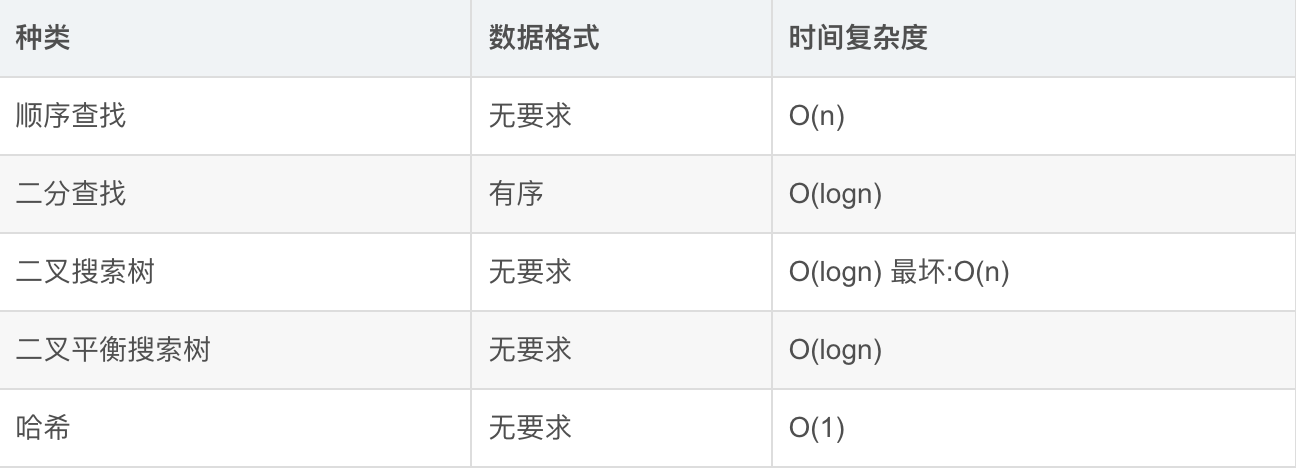 种类 数据格式 时间复杂度
顺序查找 无要求 O(n)
二分查找 有序 O(logn)
二叉搜索树 无要求 O(logn) 最坏:O(n)
二叉平衡搜索树 无要求 O(logn)
哈希 无要求 O(1)